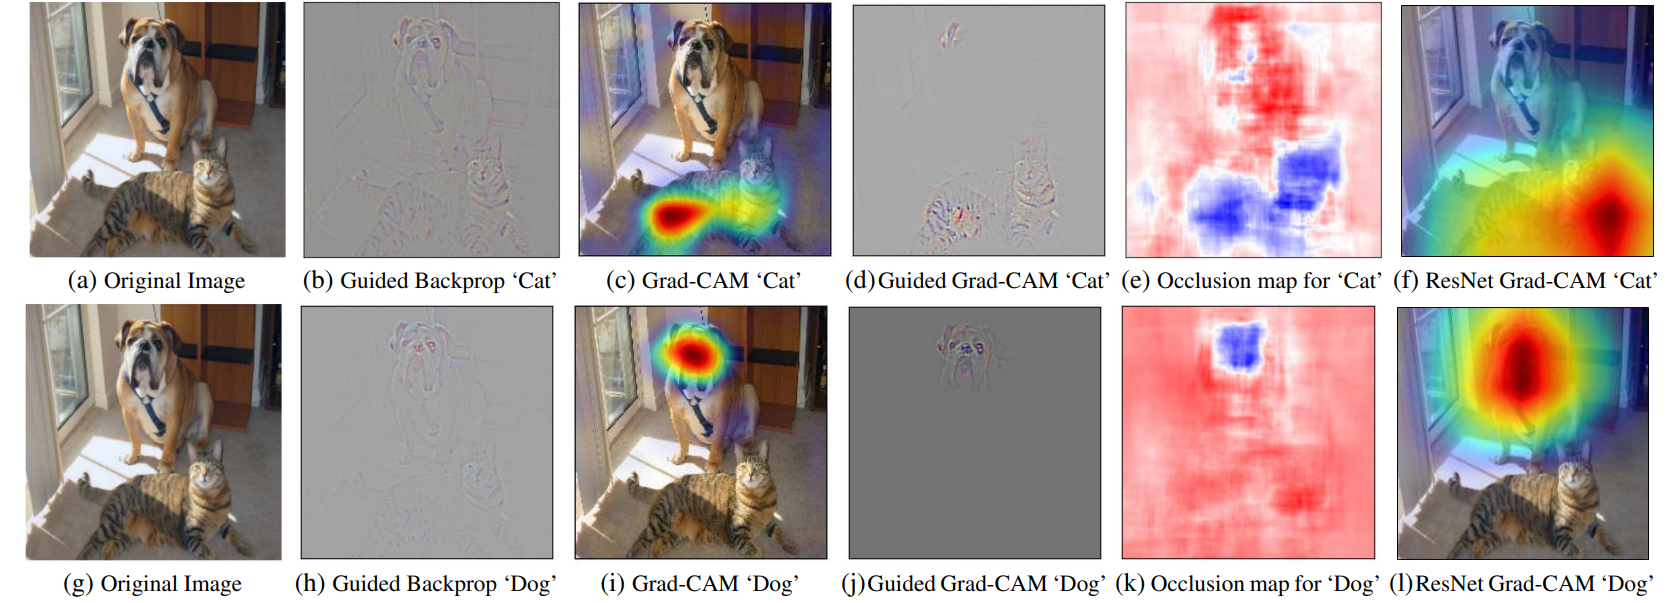 (a) Original Image
(b) Guided Backprop ‘Cat’
(c) Grad-CAM ‘Cat’
(d)Guided Grad-CAM ‘Cat’
(e) Occlusion map for ‘Cat’
(f) ResNet Grad-CAM ‘Cat’
(g) Original Image
(h) Guided Backprop ‘Dog’
(i) Grad-CAM ‘Dog’
(j)Guided Grad-CAM ‘Dog’
(k) Occlusion map for ‘Dog’
(l)ResNet Grad-CAM ‘Dog’